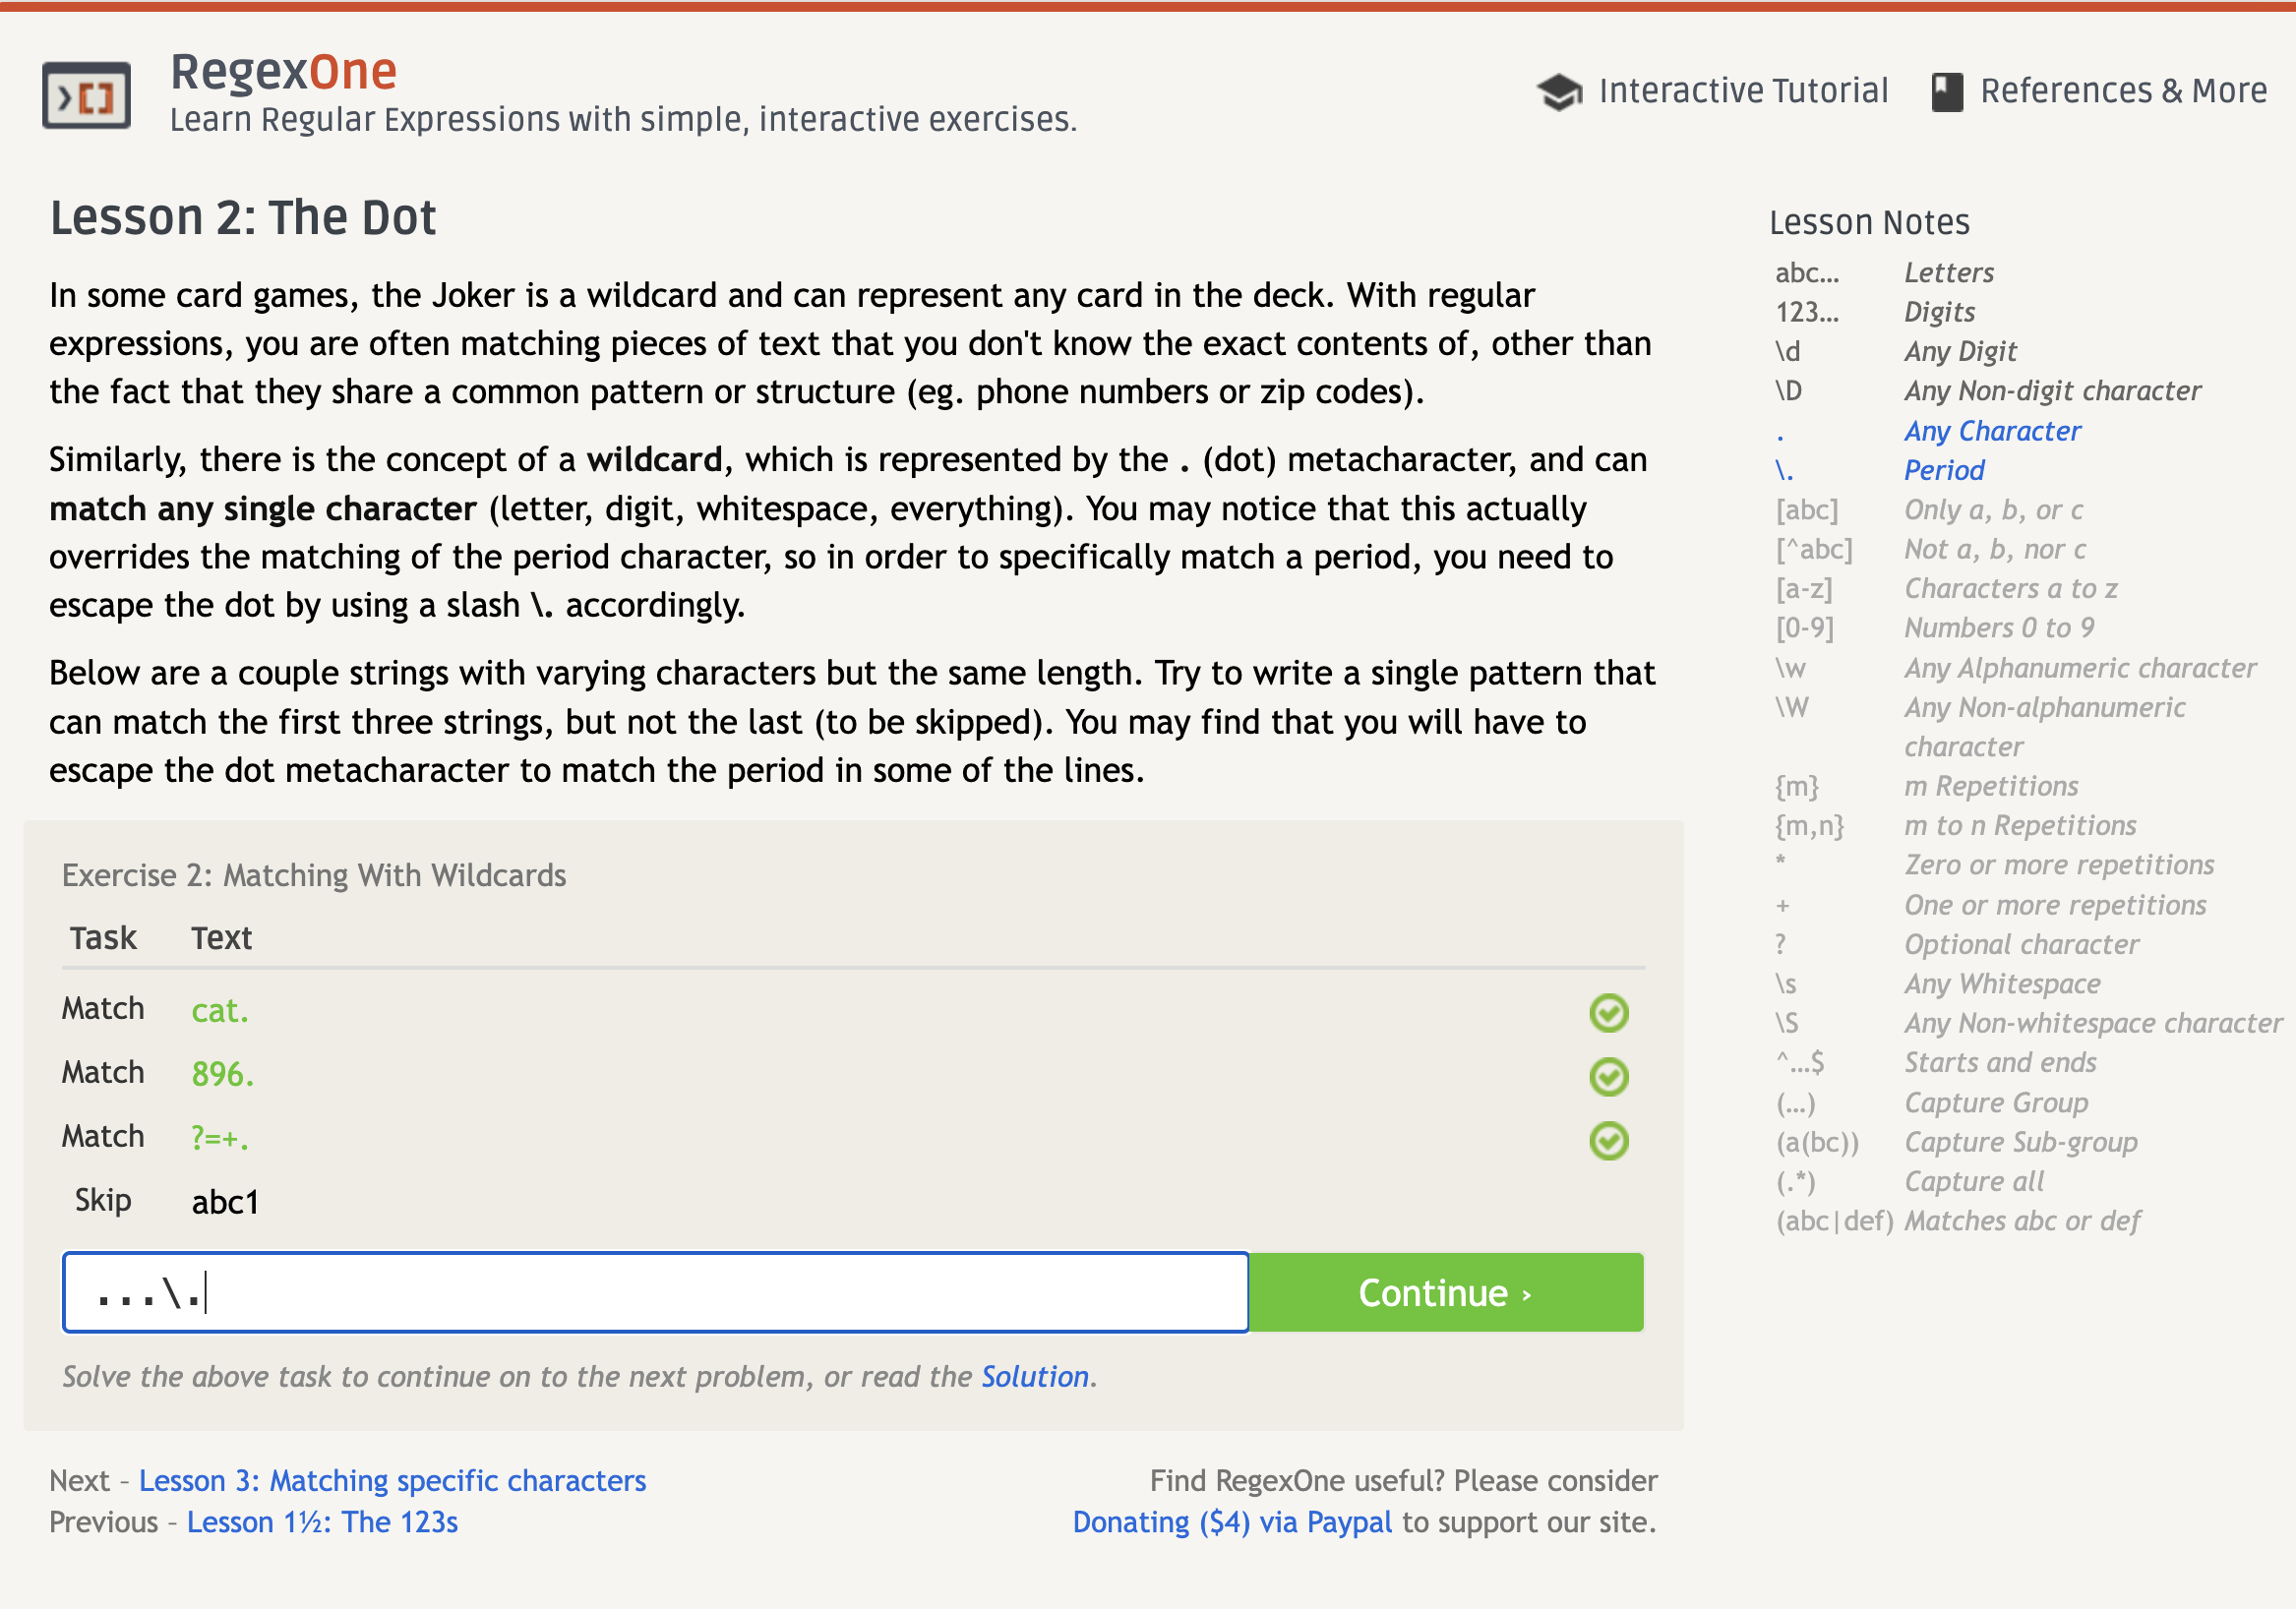 RegexOne
Learn Regular Expressions with simple, interactive exercises.
Interactive Tutorial
References & More
Lesson 2: The Dot
In some card games, the Joker is a wildcard and can represent any card in the deck. With regular
expressions, you are often matching pieces of text that you don't know the exact contents of, other than
the fact that they share a common pattern or structure (eg. phone numbers or zip codes).
Similarly, there is the concept of a wildcard, which is represented by the . (dot) metacharacter, and can
match any single character (letter, digit, whitespace, everything). You may notice that this actually
overrides the matching of the period character, so in order to specifically match a period, you need to
escape the dot by using a slash \. accordingly.
Below are a couple strings with varying characters but the same length. Try to write a single pattern that
can match the first three strings, but not the last (to be skipped). You may find that you will have to
escape the dot metacharacter to match the period in some of the lines.
Exercise 2: Matching With Wildcards
Task Text
Match cat.
Match 896.
Match ?=+.
Skip abc1
...\.
Continue ›
Solve the above task to continue on to the next problem, or read the Solution.
Next – Lesson 3: Matching specific characters
Previous – Lesson 1½: The 123s
Find RegexOne useful? Please consider
Donating ($4) via Paypal to support our site.
Lesson Notes
abc… Letters
123… Digits
\d Any Digit
\D Any Non-digit character
. Any Character
\. Period
[abc] Only a, b, or c
[^abc] Not a, b, nor c
[a-z] Characters a to z
[0-9] Numbers 0 to 9
\w Any Alphanumeric character
\W Any Non-alphanumeric
character
{m} m Repetitions
{m,n} m to n Repetitions
* Zero or more repetitions
+ One or more repetitions
? Optional character
\s Any Whitespace
\S Any Non-whitespace character
^…$ Starts and ends
(…) Capture Group
(a(bc)) Capture Sub-group
(.*) Capture all
(abc|def) Matches abc or def